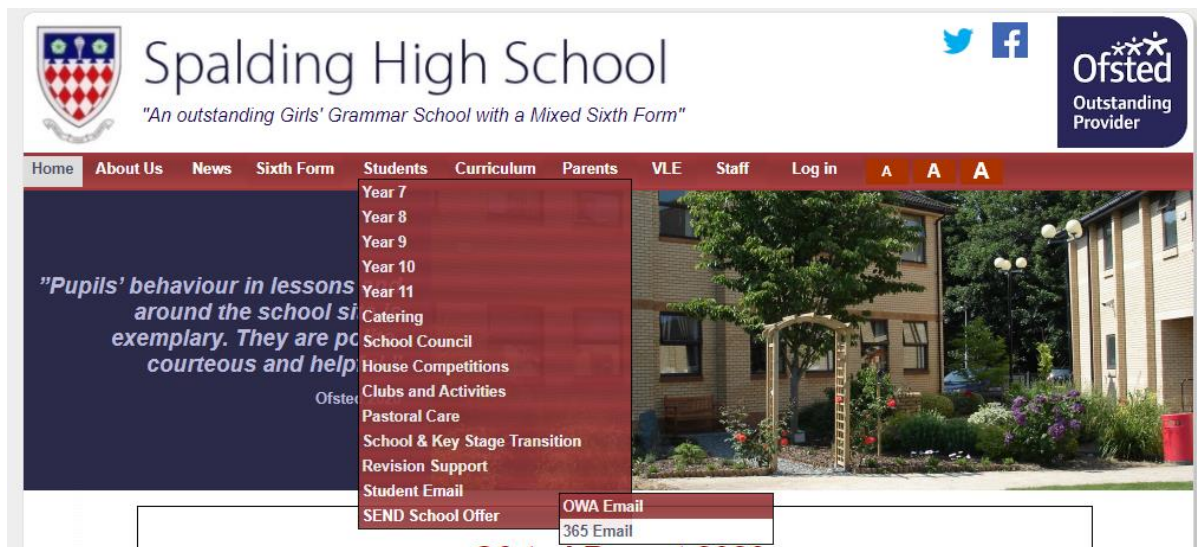 Spalding High School
"An outstanding Girls' Grammar School with a Mixed Sixth Form"
Ofsted
Outstanding
Provider
Home About Us News Sixth Form Students Curriculum Parents VLE Staff Log in A A A
Year 7
Year 8
Year 9
Year 10
Year 11
Catering
School Council
House Competitions
Clubs and Activities
Pastoral Care
School & Key Stage Transition
Revision Support
Student Email
SEND School Offer
OWA Email
365 Email
"Pupils' behaviour in lessons
around the school
exemplary. They are
courteous and